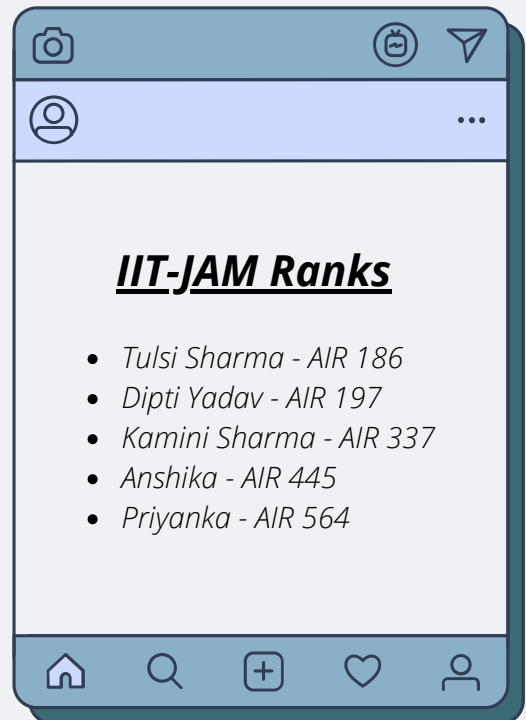 IIT-JAM Ranks
• Tulsi Sharma - AIR 186
• Dipti Yadav - AIR 197
• Kamini Sharma - AIR 337
• Anshika - AIR 445
• Priyanka - AIR 564